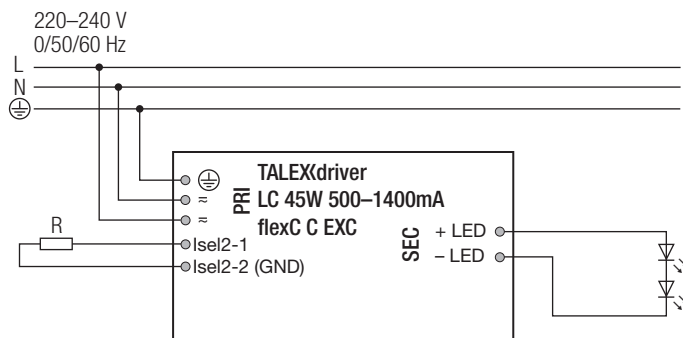 220–240 V
0/50/60 Hz
L
N
TALEXXdriver
LC 45W 500–1400mA
flexC C EXC
PRI
≂
≂
R
Isel2-1
Isel2-2 (GND)
SEC
+ LED
– LED